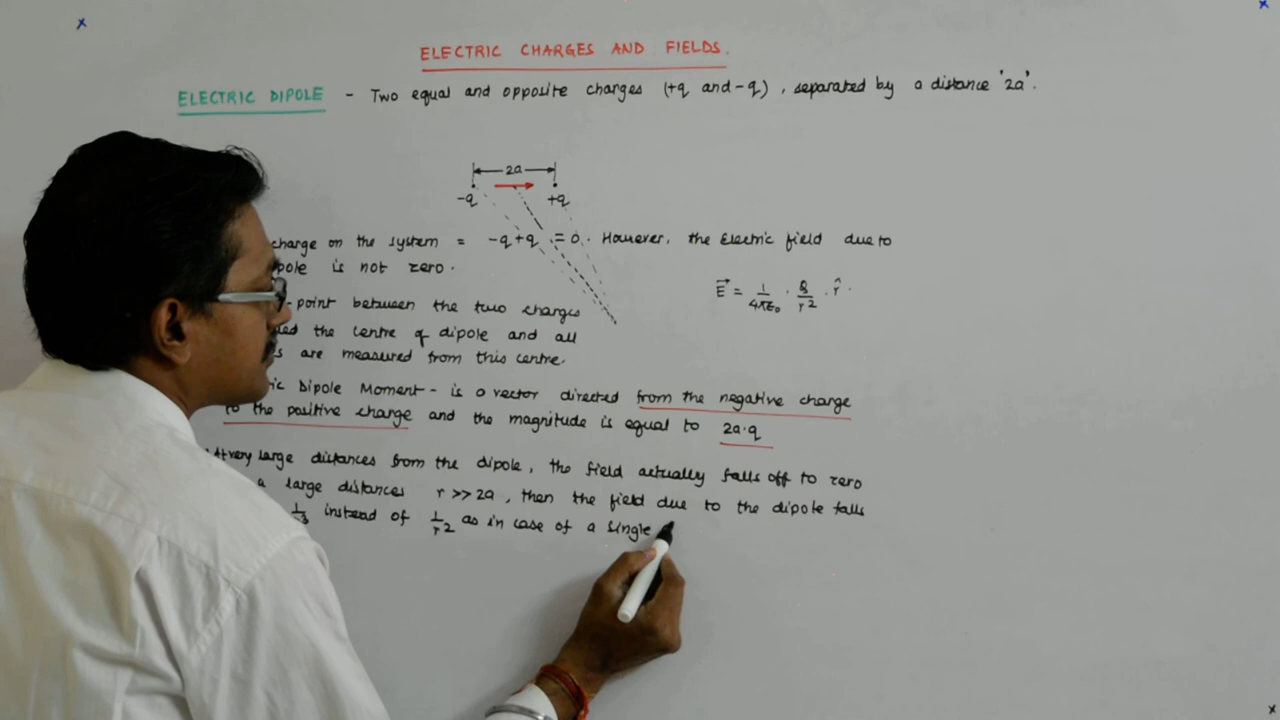 ELECTRIC CHARGES AND FIELDS.
ELECTRIC DIPOLE - Two equal and opposite charges (+q and -q), separated by a distance '2a'.
2a
-q +q
charge on the system = -q+q = 0. However, the Electric field due to
pole is not zero.
E⃗ = 1/4πε₀ · Q/r² · r̂ .
-point between the two charges
ed the centre of dipole and all
s are measured from this centre.
ic Dipole Moment - is a vector directed from the negative charge
to the positive charge and the magnitude is equal to 2a·q
At very large distances from the dipole, the field actually falls off to zero
a large distances r >> 2a, then the field due to the dipole falls
1/r³ instead of 1/r² as in case of a single